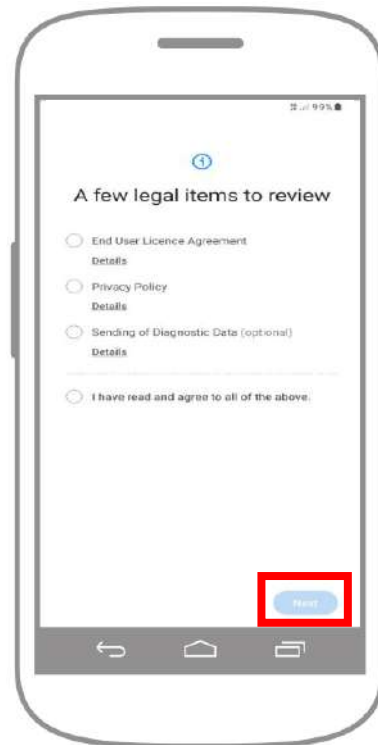 99%
A few legal items to review
End User Licence Agreement
Details
Privacy Policy
Details
Sending of Diagnostic Data (optional)
Details
I have read and agree to all of the above.
Next